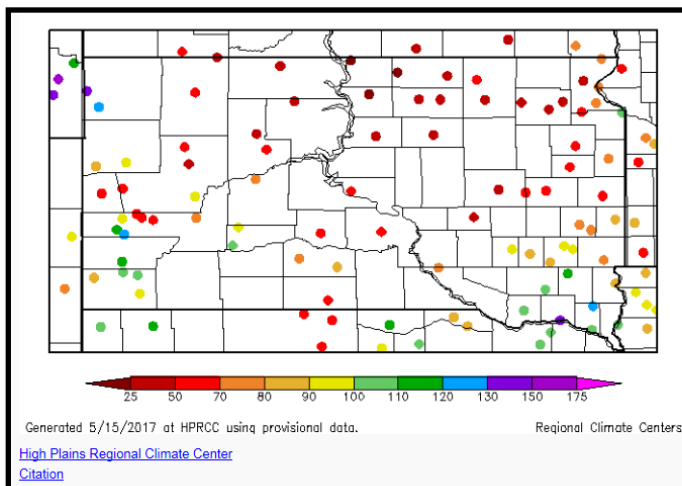 25 50 70 80 90 100 110 120 130 150 175
Generated 5/15/2017 at HPRCC using provisional data. Regional Climate Centers
High Plains Regional Climate Center
Citation